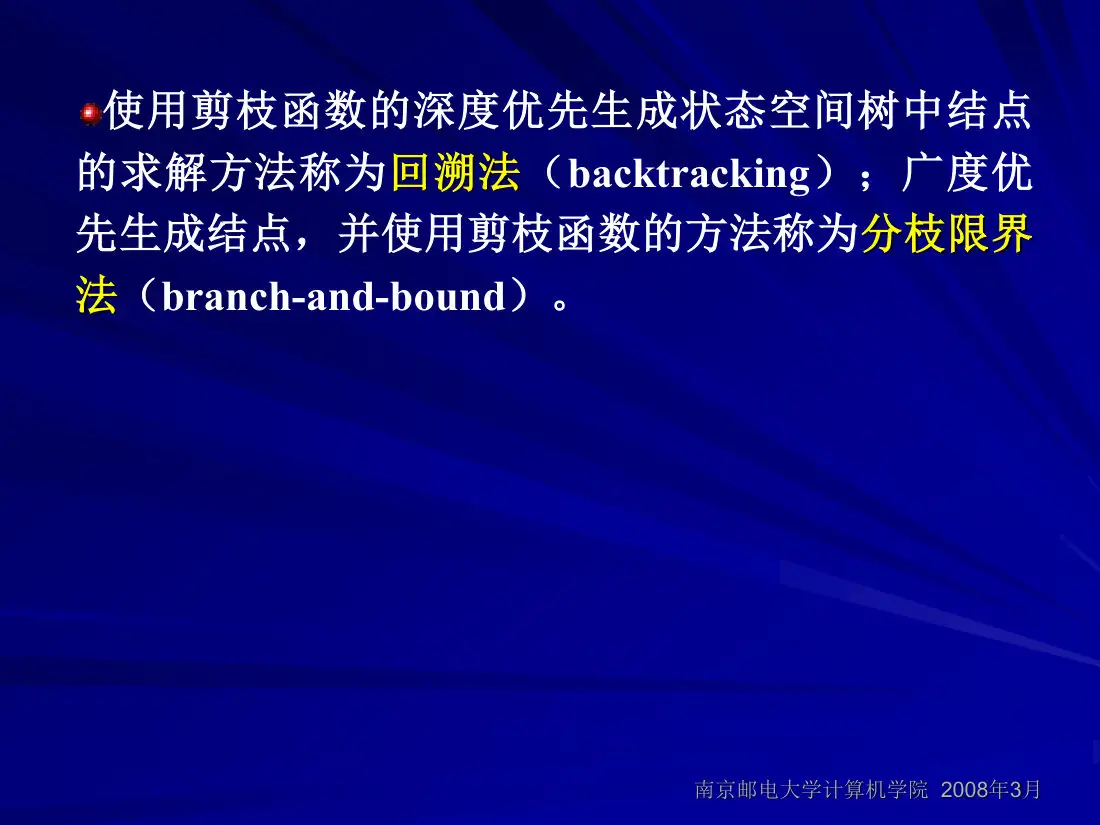 使用剪枝函数的深度优先生成状态空间树中结点
的求解方法称为回溯法（backtracking）；广度优
先生成结点，并使用剪枝函数的方法称为分枝限界
法（branch-and-bound）。
南京邮电大学计算机学院 2008年3月